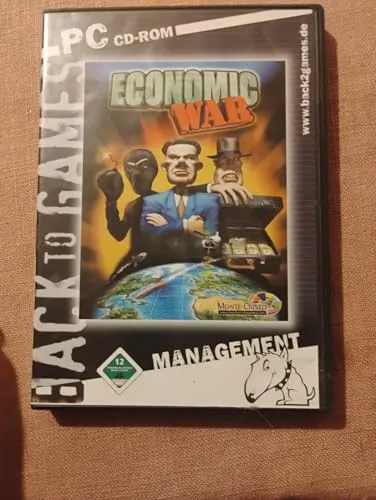 PC CD-ROM
www.back2games.de
BACK TO GAMES
ECONOMIC
WAR
MONTE CRISTO
12
MANAGEMENT